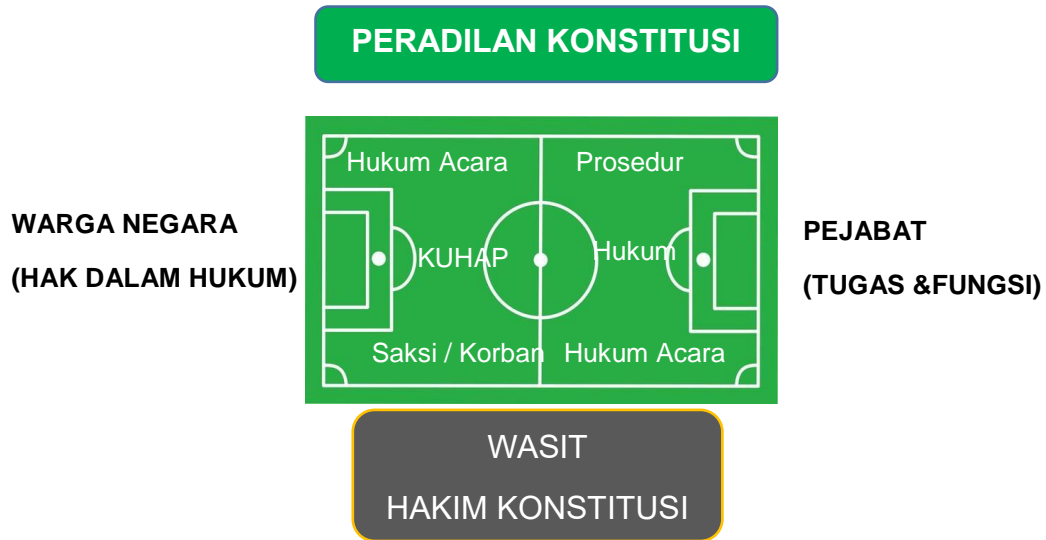 PERADILAN KONSTITUSI
Hukum Acara
Prosedur
WARGA NEGARA
(HAK DALAM HUKUM)
KUHAP
Hukum
PEJABAT
(TUGAS &FUNGSI)
Saksi / Korban
Hukum Acara
WASIT
HAKIM KONSTITUSI